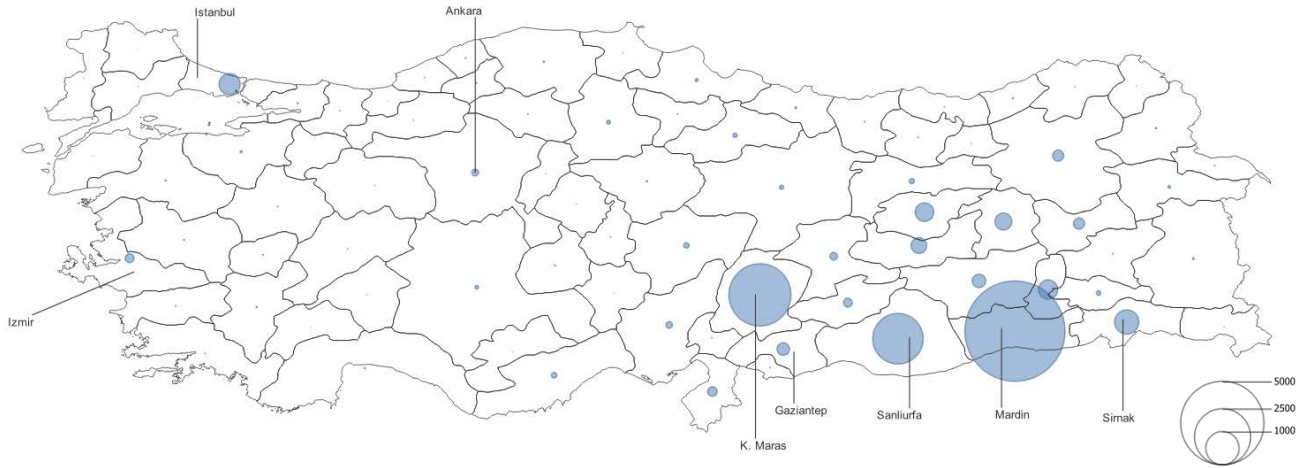 Istanbul
Ankara
Izmir
Gaziantep
K. Maras
Sanliurfa
Mardin
Sirnak
5000
2500
1000